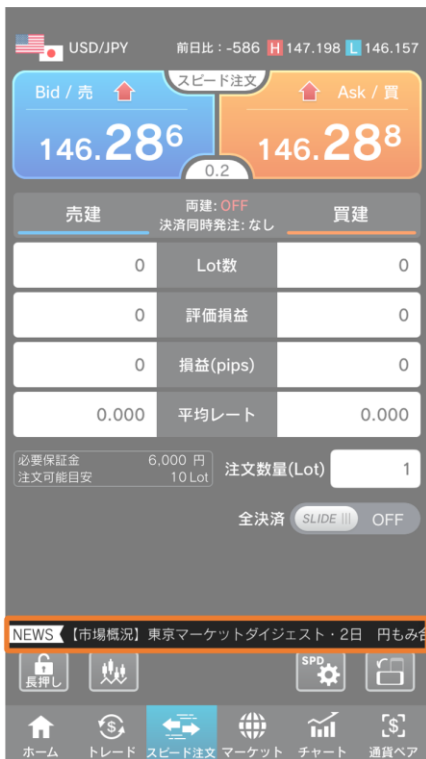 USD/JPY 前日比：-586 H 147.198 L 146.157
スピード注文
Bid / 売 Ask / 買
146.286 146.288
0.2
売建 両建: OFF 買建
決済同時発注: なし
0 Lot数 0
0 評価損益 0
0 損益(pips) 0
0.000 平均レート 0.000
必要保証金 6,000 円
注文可能目安 10 Lot
注文数量(Lot) 1
全決済 SLIDE OFF
NEWS 【市場概況】東京マーケットダイジェスト・2日 円もみ合
長押し SPD
ホーム トレード スピード注文 マーケット チャート 通貨ペア